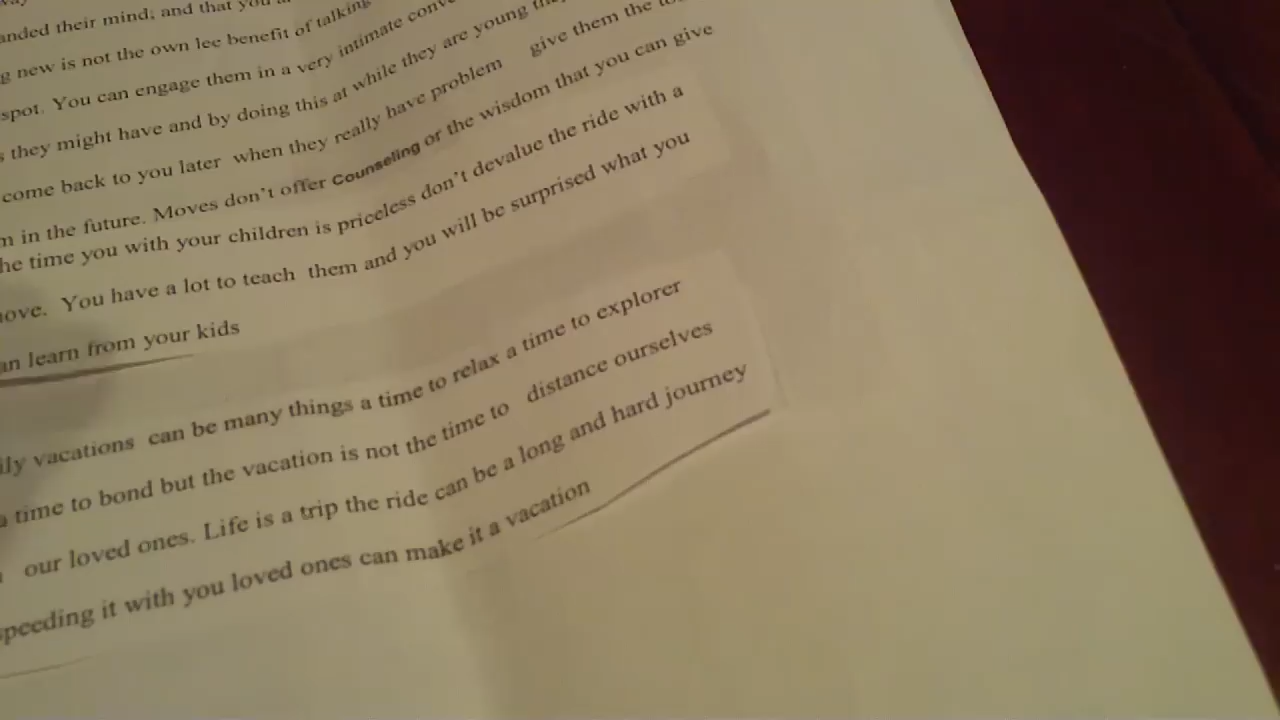 anded their mind; and that you
g new is not the own lee benefit of talking
spot. You can engage them in a very intimate
s they might have and by doing this at while they are young
come back to you later when they really have problem give them the
m in the future. Moves don't offer Counseling or the wisdom that you can give
he time you with your children is priceless don't devalue the ride with a
ove. You have a lot to teach them and you will be surprised what you
an learn from your kids
ily vacations can be many things a time to relax a time to explorer
a time to bond but the vacation is not the time to distance ourselves
our loved ones. Life is a trip the ride can be a long and hard journey
speeding it with you loved ones can make it a vacation